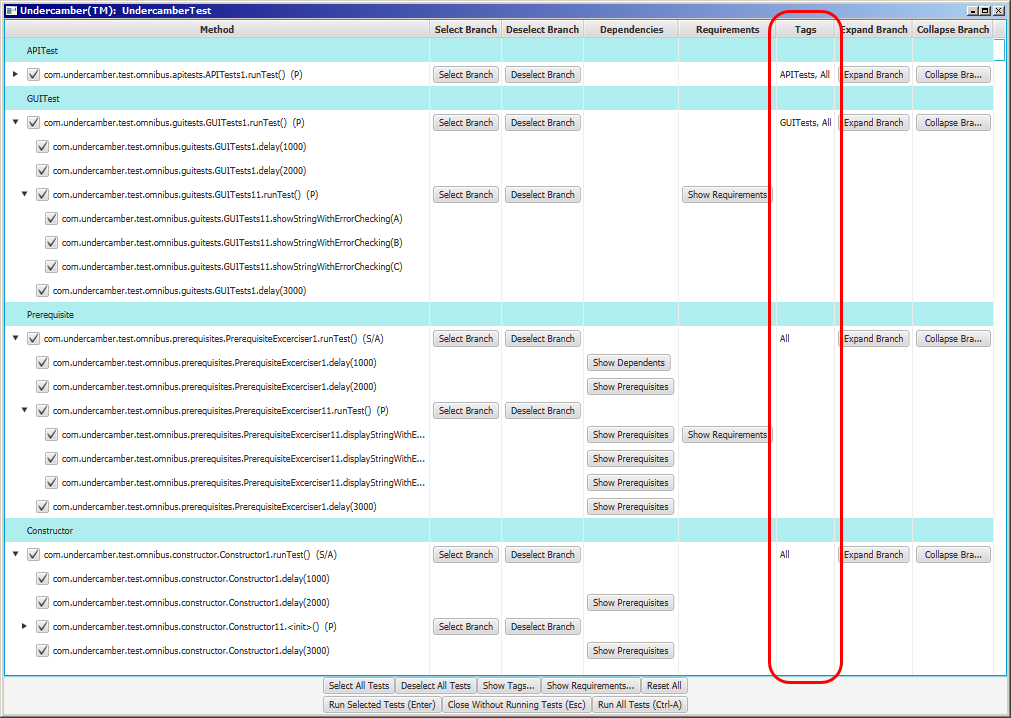 Undercamber(TM): UndercamberTest
Method Select Branch Deselect Branch Dependencies Requirements Tags Expand Branch Collapse Branch
APITest
com.undercamber.test.omnibus.apitests.APITests1.runTest() (P) Select Branch Deselect Branch APITests, All Expand Branch Collapse Bra...
GUITest
com.undercamber.test.omnibus.guitests.GUITests1.runTest() (P) Select Branch Deselect Branch GUITests, All Expand Branch Collapse Bra...
com.undercamber.test.omnibus.guitests.GUITests1.delay(1000)
com.undercamber.test.omnibus.guitests.GUITests1.delay(2000)
com.undercamber.test.omnibus.guitests.GUITests11.runTest() (P) Select Branch Deselect Branch Show Requirements
com.undercamber.test.omnibus.guitests.GUITests11.showStringWithErrorChecking(A)
com.undercamber.test.omnibus.guitests.GUITests11.showStringWithErrorChecking(B)
com.undercamber.test.omnibus.guitests.GUITests11.showStringWithErrorChecking(C)
com.undercamber.test.omnibus.guitests.GUITests1.delay(3000)
Prerequisite
com.undercamber.test.omnibus.prerequisites.PrerequisiteExcerciser1.runTest() (S/A) Select Branch Deselect Branch All Expand Branch Collapse Bra...
com.undercamber.test.omnibus.prerequisites.PrerequisiteExcerciser1.delay(1000) Show Dependents
com.undercamber.test.omnibus.prerequisites.PrerequisiteExcerciser1.delay(2000) Show Prerequisites
com.undercamber.test.omnibus.prerequisites.PrerequisiteExcerciser11.runTest() (P) Select Branch Deselect Branch
com.undercamber.test.omnibus.prerequisites.PrerequisiteExcerciser11.displayStringWithE... Show Prerequisites Show Requirements
com.undercamber.test.omnibus.prerequisites.PrerequisiteExcerciser11.displayStringWithE... Show Prerequisites
com.undercamber.test.omnibus.prerequisites.PrerequisiteExcerciser11.displayStringWithE... Show Prerequisites
com.undercamber.test.omnibus.prerequisites.PrerequisiteExcerciser1.delay(3000) Show Prerequisites
Constructor
com.undercamber.test.omnibus.constructor.Constructor1.runTest() (S/A) Select Branch Deselect Branch All Expand Branch Collapse Bra...
com.undercamber.test.omnibus.constructor.Constructor1.delay(1000)
com.undercamber.test.omnibus.constructor.Constructor1.delay(2000) Show Prerequisites
com.undercamber.test.omnibus.constructor.Constructor11.<init>() (P) Select Branch Deselect Branch
com.undercamber.test.omnibus.constructor.Constructor1.delay(3000) Show Prerequisites
Select All Tests Deselect All Tests Show Tags... Show Requirements... Reset All
Run Selected Tests (Enter) Close Without Running Tests (Esc) Run All Tests (Ctrl-A)